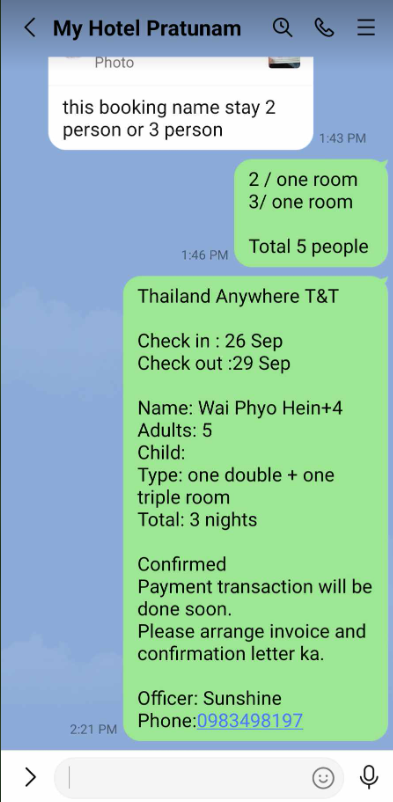 My Hotel Pratunam
Photo
this booking name stay 2
person or 3 person
1:43 PM
2 / one room
3/ one room
Total 5 people
1:46 PM
Thailand Anywhere T&T
Check in : 26 Sep
Check out :29 Sep
Name: Wai Phyo Hein+4
Adults: 5
Child:
Type: one double + one
triple room
Total: 3 nights
Confirmed
Payment transaction will be
done soon.
Please arrange invoice and
confirmation letter ka.
Officer: Sunshine
Phone:0983498197
2:21 PM